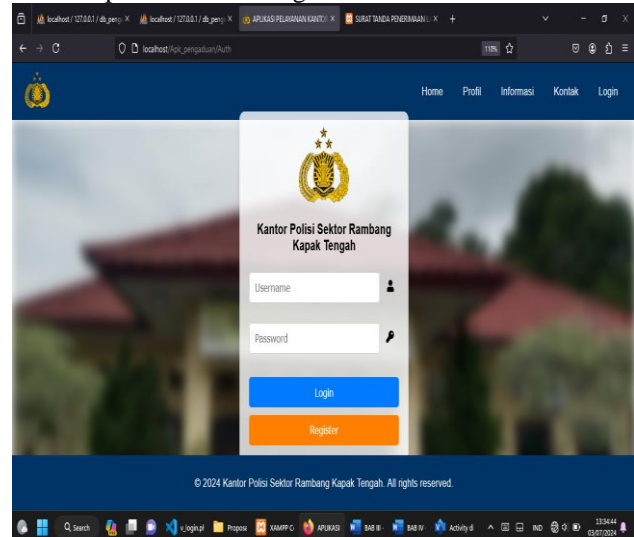 localhost / 127.0.0.1 / db_peng
localhost / 127.0.0.1 / db_peng
APLIKASI PELAYANAN KANTO
SURAT TANDA PENERIMAAN L
localhost/Apk_pengaduan/Auth
110%
Home Profil Informasi Kontak Login
Kantor Polisi Sektor Rambang
Kapak Tengah
Username
Password
Login
Register
© 2024 Kantor Polisi Sektor Rambang Kapak Tengah. All rights reserved.
Search
v_login.p
Propos
XAMPP C
APLIKASI
BAB III -
BAB IV -
Activity d
IND
13:34:44
03/07/2024